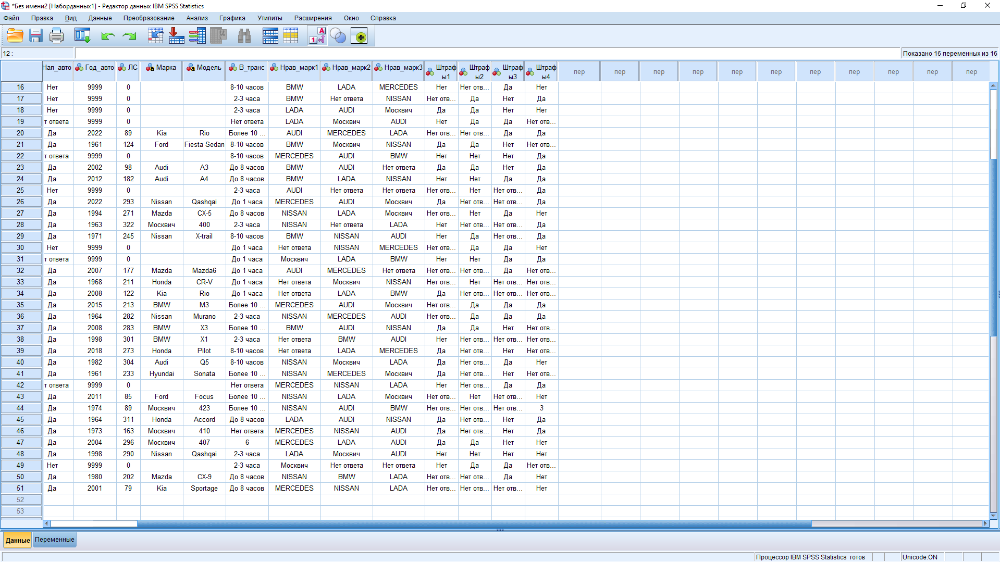 *Без имени2 [Наборданных1] - Редактор данных IBM SPSS Statistics
Файл Правка Вид Данные Преобразование Анализ Графика Утилиты Расширения Окно Справка
12 : Показано 16 переменных из 16
Нал_авто Год_авто ЛС Марка Модель В_транс Нрав_марк1 Нрав_марк2 Нрав_марк3 Штрафы1 Штрафы2 Штрафы3 Штрафы4 пер пер пер пер пер пер пер пер пер пер пер
16 Нет 9999 0 8-10 часов BMW LADA MERCEDES Нет Нет отв... Да Нет
17 Нет 9999 0 2-3 часа BMW Нет ответа NISSAN Нет отв... Да Нет Да
18 Нет 9999 0 2-3 часа LADA AUDI Москвич Да Да Нет Нет
19 т ответа 9999 0 Нет ответа LADA Москвич AUDI Нет Да Да Нет отв...
20 Да 2022 89 Kia Rio Более 10 ... AUDI MERCEDES LADA Нет отв... Нет отв... Да Да
21 Да 1961 124 Ford Fiesta Sedan 8-10 часов BMW Москвич NISSAN Да Да Нет Нет отв...
22 т ответа 9999 0 8-10 часов MERCEDES AUDI BMW Нет Нет Нет Да
23 Да 2002 98 Audi A3 До 8 часов BMW AUDI Нет ответа Да Да Нет Да
24 Да 2012 182 Audi A4 До 8 часов BMW LADA NISSAN Нет Нет Да Да
25 Нет 9999 0 2-3 часа AUDI Нет ответа Нет ответа Нет отв... Нет Нет отв... Да
26 Да 2022 293 Nissan Qashqai До 1 часа MERCEDES AUDI Москвич Да Нет отв... Нет отв... Да
27 Да 1994 271 Mazda CX-5 До 8 часов NISSAN LADA Москвич Нет отв... Нет Да Нет
28 Да 1963 322 Москвич 400 2-3 часа NISSAN Нет ответа LADA Нет Нет отв... Нет отв... Да
29 Да 1971 245 Nissan X-trail 8-10 часов BMW NISSAN AUDI Нет Да Нет отв... Да
30 Нет 9999 0 До 1 часа Нет ответа NISSAN MERCEDES Нет отв... Да Да Нет
31 т ответа 9999 0 До 1 часа Москвич LADA BMW Нет Нет Да Да
32 Да 2007 177 Mazda Mazda6 До 1 часа AUDI MERCEDES Нет ответа Нет отв... Нет отв... Да Нет отв...
33 Да 1968 211 Honda CR-V До 1 часа Нет ответа Москвич NISSAN Нет отв... Нет Нет отв... Нет отв...
34 Да 2008 122 Kia Rio До 1 часа Нет ответа LADA BMW Да Нет отв... Нет отв... Нет отв...
35 Да 2015 213 BMW M3 Более 10 ... MERCEDES AUDI Москвич Нет отв... Да Да Да
36 Да 1964 282 Nissan Murano 2-3 часа NISSAN MERCEDES AUDI Нет отв... Да Да Да
37 Да 2008 283 BMW X3 Более 10 ... BMW AUDI NISSAN Да Да Нет Нет отв...
38 Да 1998 301 BMW X1 2-3 часа Нет ответа BMW AUDI Нет Нет отв... Нет отв... Нет отв...
39 Да 2018 273 Honda Pilot 8-10 часов Нет ответа LADA MERCEDES Да Нет отв... Нет Нет отв...
40 Да 1982 304 Audi Q5 8-10 часов NISSAN Москвич LADA Да Нет отв... Да Нет
41 Да 1961 233 Hyundai Sonata Более 10 ... NISSAN MERCEDES Москвич Да Нет отв... Нет Нет отв...
42 т ответа 9999 0 Нет ответа MERCEDES NISSAN LADA Нет Нет отв... Да Да
43 Да 2011 85 Ford Focus Более 10 ... NISSAN LADA Москвич Нет отв... Нет Нет отв... Нет
44 Да 1974 89 Москвич 423 Более 10 ... NISSAN AUDI BMW Нет отв... Нет отв... Нет отв... 3
45 Да 1964 311 Honda Accord До 8 часов LADA AUDI NISSAN Да Нет отв... Нет Да
46 Да 1973 163 Москвич 410 Нет ответа MERCEDES NISSAN AUDI Да Нет отв... Нет Да
47 Да 2004 296 Москвич 407 6 MERCEDES LADA AUDI Да Да Нет Нет
48 Да 1998 290 Nissan Qashqai 2-3 часа LADA Москвич AUDI Нет Нет Нет Нет
49 Нет 9999 0 2-3 часа Москвич Нет ответа Нет ответа Нет Да Да Нет отв...
50 Да 1980 202 Mazda CX-9 До 8 часов NISSAN BMW LADA Нет отв... Нет отв... Да Нет
51 Да 2001 79 Kia Sportage До 8 часов MERCEDES NISSAN LADA Нет отв... Нет отв... Нет отв... Нет
52
53
Данные Переменные
Процессор IBM SPSS Statistics готов Unicode:ON